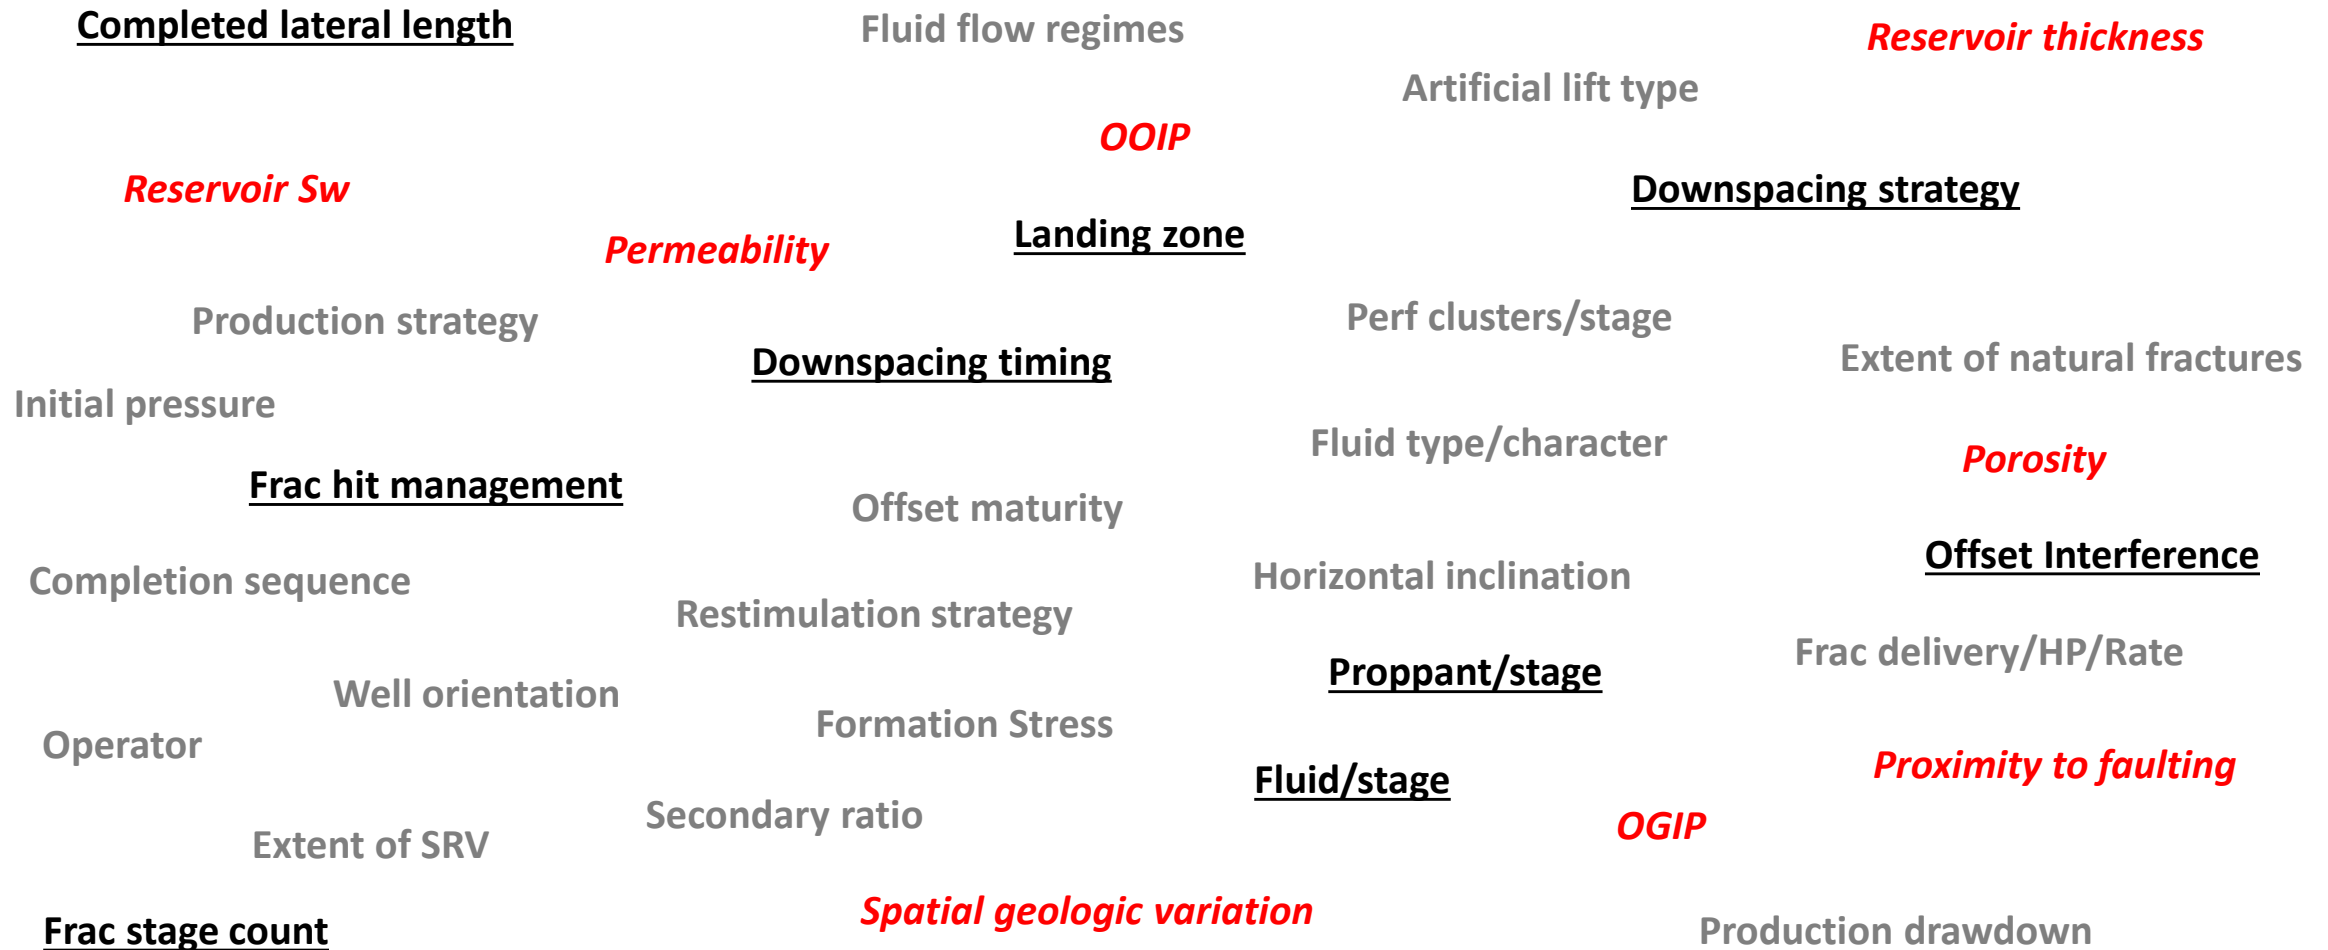 Completed lateral length
Fluid flow regimes
Reservoir thickness
Artificial lift type
OOIP
Reservoir Sw
Downspacing strategy
Landing zone
Permeability
Production strategy
Perf clusters/stage
Downspacing timing
Extent of natural fractures
Initial pressure
Fluid type/character
Porosity
Frac hit management
Offset maturity
Offset Interference
Completion sequence
Horizontal inclination
Restimulation strategy
Frac delivery/HP/Rate
Proppant/stage
Well orientation
Formation Stress
Operator
Proximity to faulting
Fluid/stage
Secondary ratio
OGIP
Extent of SRV
Spatial geologic variation
Frac stage count
Production drawdown